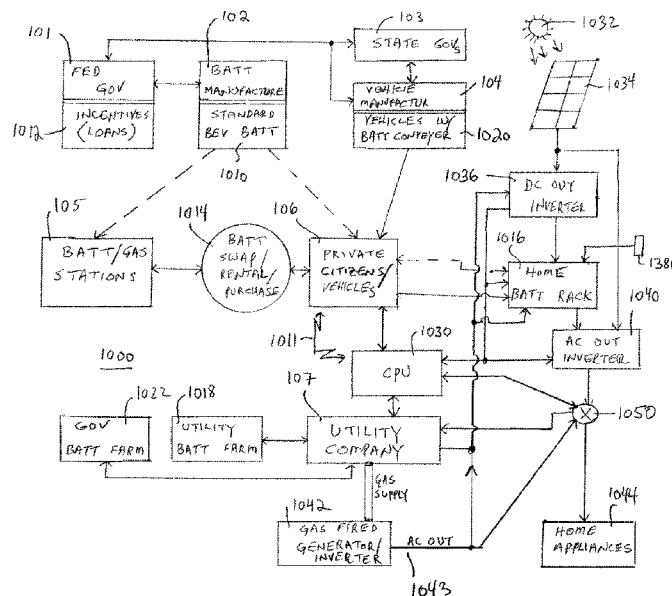 101
102
103
1032
FED
GOV
BATT
MANUFACTURE
STATE GOVS
104
VEHICLE
MANUFACTUR
1034
1012
INCENTIVES
(LOANS)
STANDARD
BEV BATT
VEHICLES W/
BATT CONVEYER
1020
1010
1036
DC OUT
INVERTER
105
1014
106
1016
BATT/GAS
STATIONS
BATT
SWAP/
RENTAL/
PURCHASE
PRIVATE
CITIZENS/
VEHICLES
HOME
BATT RACK
1040
1011
1030
AC OUT
INVERTER
1000
CPU
1022
1018
107
X
1050
GOV
BATT FARM
UTILITY
BATT FARM
UTILITY
COMPANY
GAS
SUPPLY
1042
1044
GAS FIRED
GENERATOR/
INVERTER
AC OUT
HOME
APPLIANCES
1043